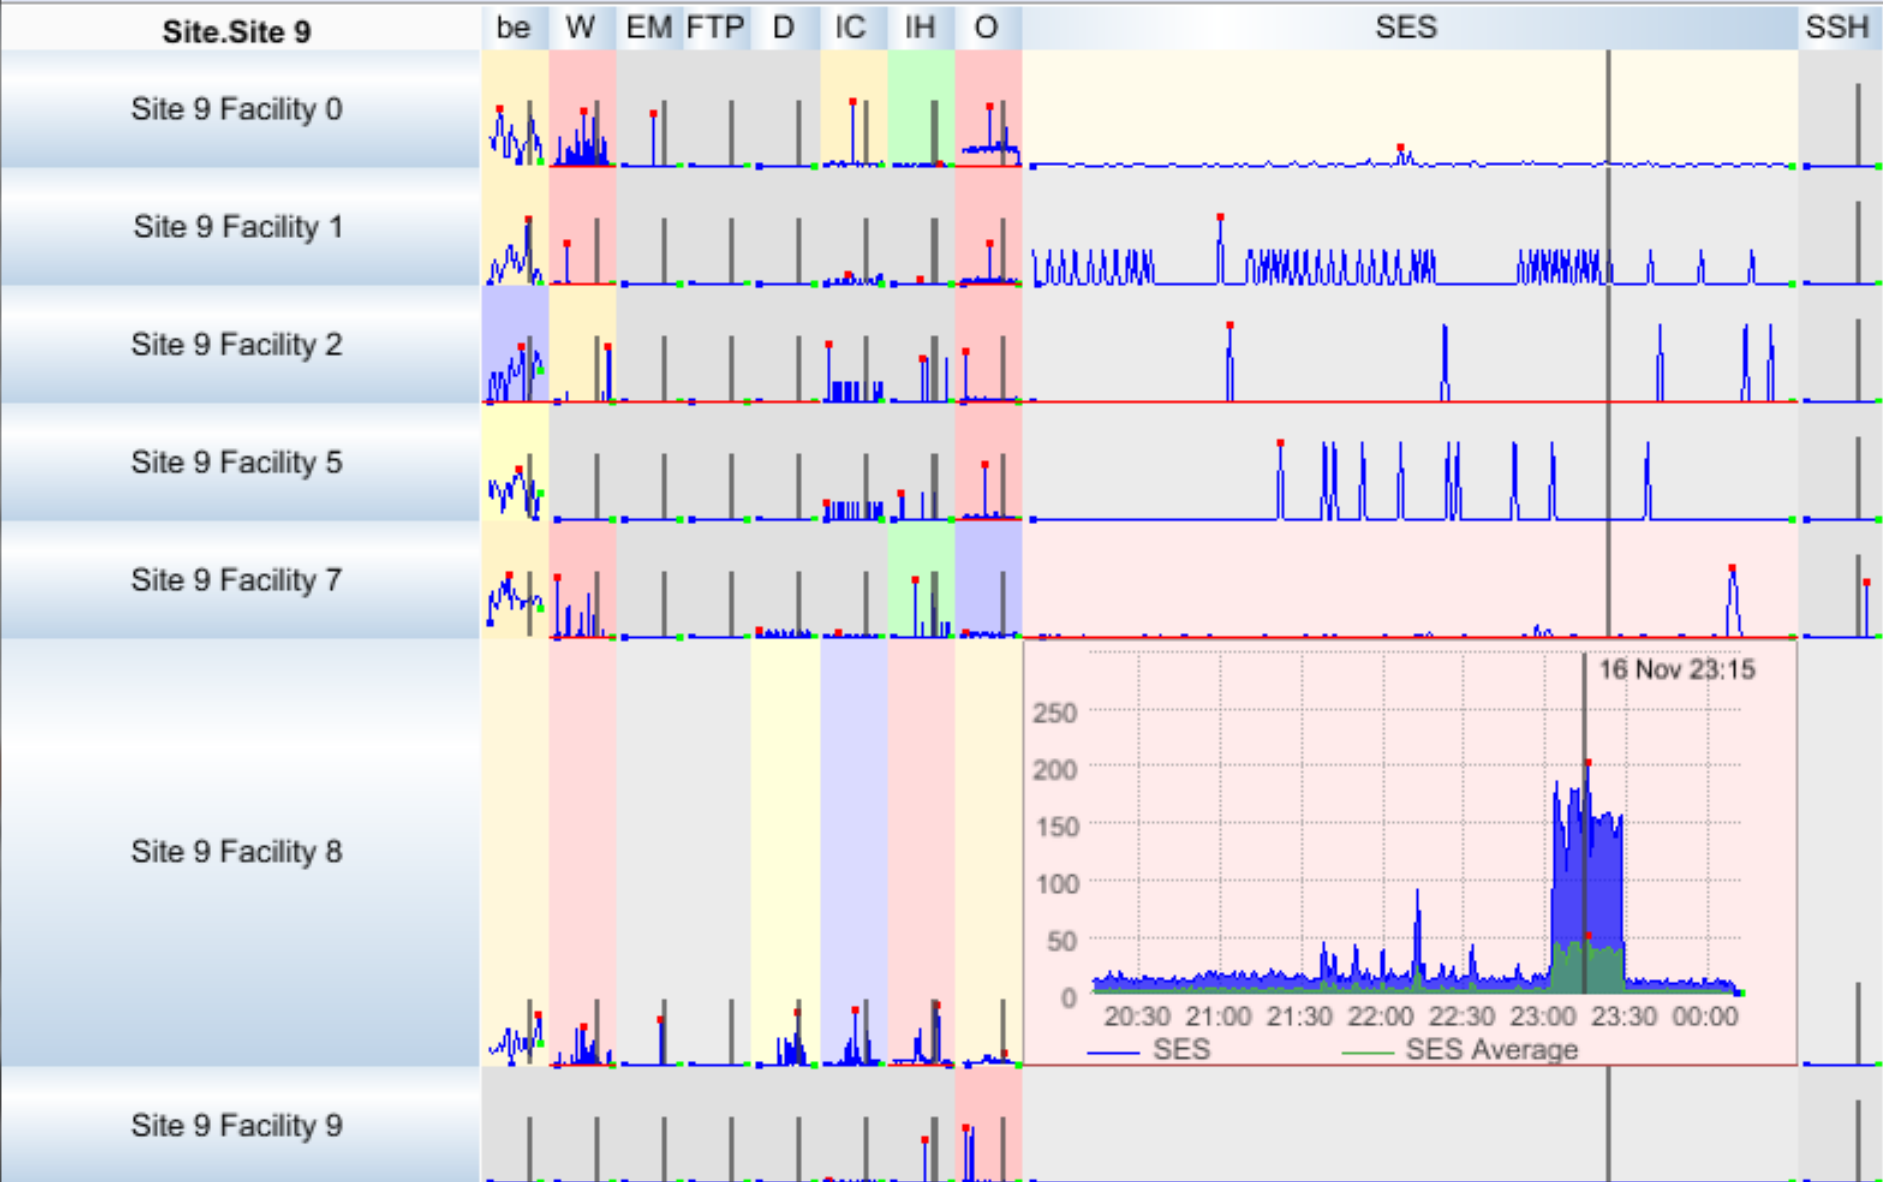 Site.Site 9 be W EM FTP D IC IH O SES SSH
Site 9 Facility 0
Site 9 Facility 1
Site 9 Facility 2
Site 9 Facility 5
Site 9 Facility 7
Site 9 Facility 8
16 Nov 23:15
250
200
150
100
50
0
20:30 21:00 21:30 22:00 22:30 23:00 23:30 00:00
SES SES Average
Site 9 Facility 9